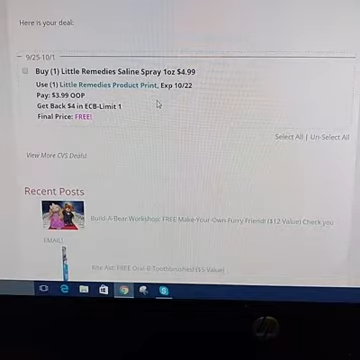 Here is your deal:
9/25-10/1
Buy (1) Little Remedies Saline Spray 1oz $4.99
Use (1) Little Remedies Product Print, Exp 10/22
Pay: $3.99 OOP
Get Back $4 in ECB-Limit 1
Final Price: FREE!
Select All | Un-Select All
View More CVS Deals!
Recent Posts
Build-A-Bear Workshop: FREE Make-Your-Own Furry Friend! ($12 Value) Check you
EMAIL]
Rite Aid: FREE Oral-B Toothbrushes! ($5 Value)
hp